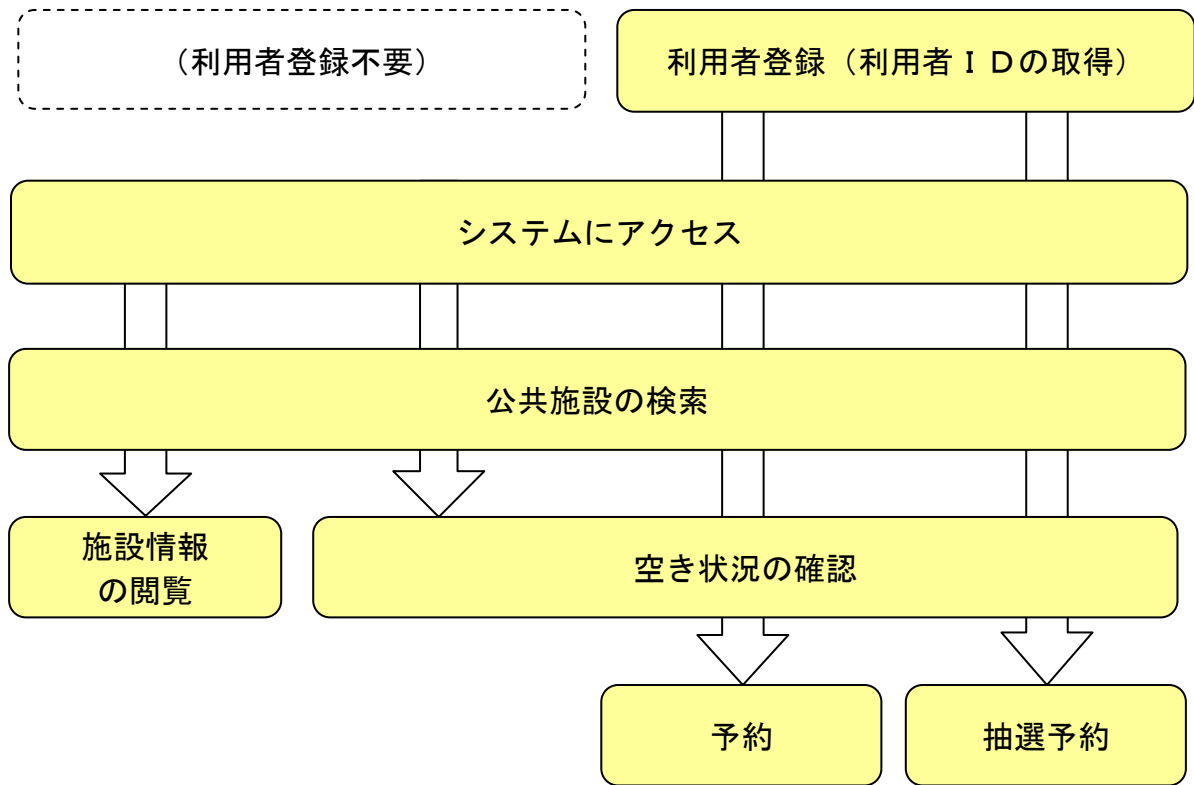 (利用者登録不要)
利用者登録（利用者ＩＤの取得）
システムにアクセス
公共施設の検索
施設情報
の閲覧
空き状況の確認
予約
抽選予約